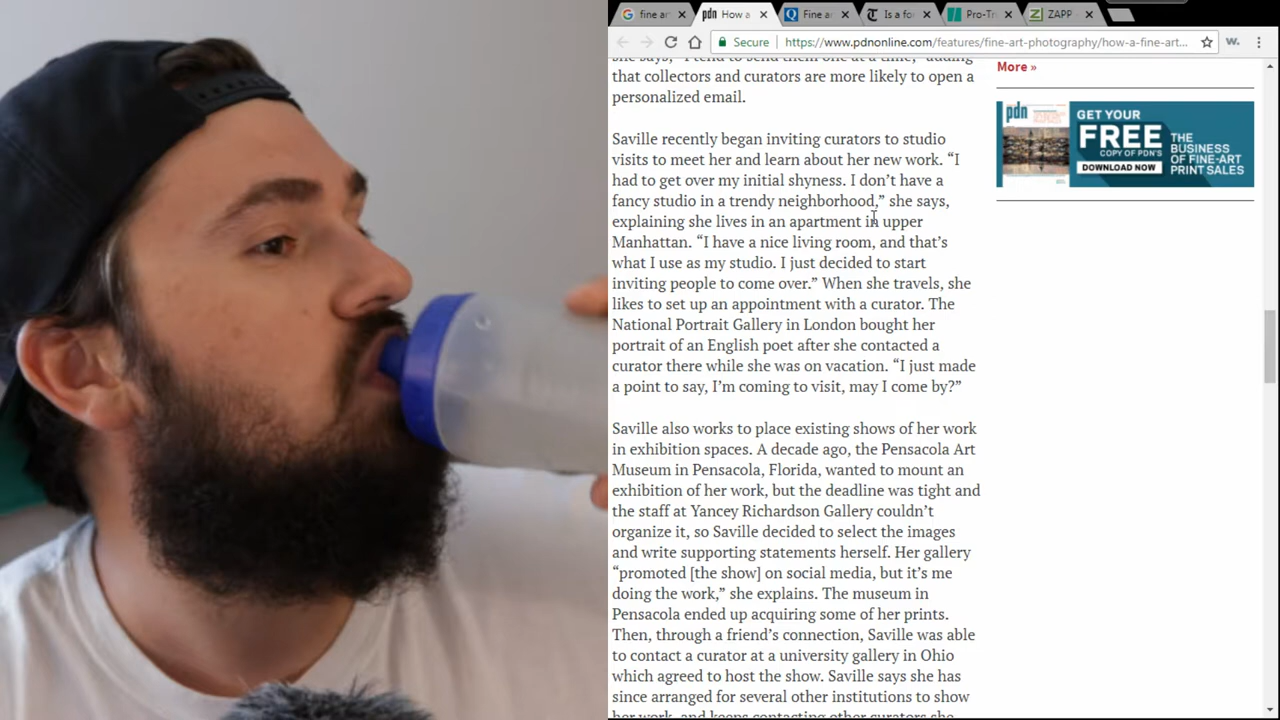 fine ar
pdn How a
Q Fine a
T Is a fo
Pro-Tr
Z ZAPP
Secure
https://www.pdnonline.com/features/fine-art-photography/how-a-fine-art...
W.
she says, “I tend to send them one at a time,” adding
that collectors and curators are more likely to open a
personalized email.
Saville recently began inviting curators to studio
visits to meet her and learn about her new work. “I
had to get over my initial shyness. I don’t have a
fancy studio in a trendy neighborhood,” she says,
explaining she lives in an apartment in upper
Manhattan. “I have a nice living room, and that’s
what I use as my studio. I just decided to start
inviting people to come over.” When she travels, she
likes to set up an appointment with a curator. The
National Portrait Gallery in London bought her
portrait of an English poet after she contacted a
curator there while she was on vacation. “I just made
a point to say, I’m coming to visit, may I come by?”
Saville also works to place existing shows of her work
in exhibition spaces. A decade ago, the Pensacola Art
Museum in Pensacola, Florida, wanted to mount an
exhibition of her work, but the deadline was tight and
the staff at Yancey Richardson Gallery couldn’t
organize it, so Saville decided to select the images
and write supporting statements herself. Her gallery
“promoted [the show] on social media, but it’s me
doing the work,” she explains. The museum in
Pensacola ended up acquiring some of her prints.
Then, through a friend’s connection, Saville was able
to contact a curator at a university gallery in Ohio
which agreed to host the show. Saville says she has
since arranged for several other institutions to show
her work, and keeps contacting other curators she
More »
pdn
GET YOUR
FREE
COPY OF PDN'S
DOWNLOAD NOW
THE
BUSINESS
OF FINE-ART
PRINT SALES